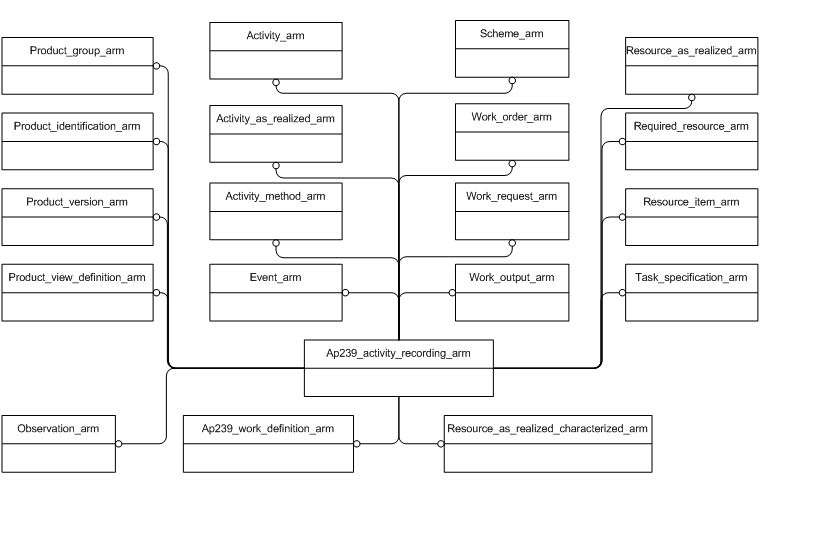 Activity_arm
Scheme_arm
Product_group_arm
Resource_as_realized_arm
Activity_as_realized_arm
Work_order_arm
Product_identification_arm
Required_resource_arm
Activity_method_arm
Work_request_arm
Product_version_arm
Resource_item_arm
Product_view_definition_arm
Event_arm
Work_output_arm
Task_specification_arm
Ap239_activity_recording_arm
Observation_arm
Ap239_work_definition_arm
Resource_as_realized_characterized_arm